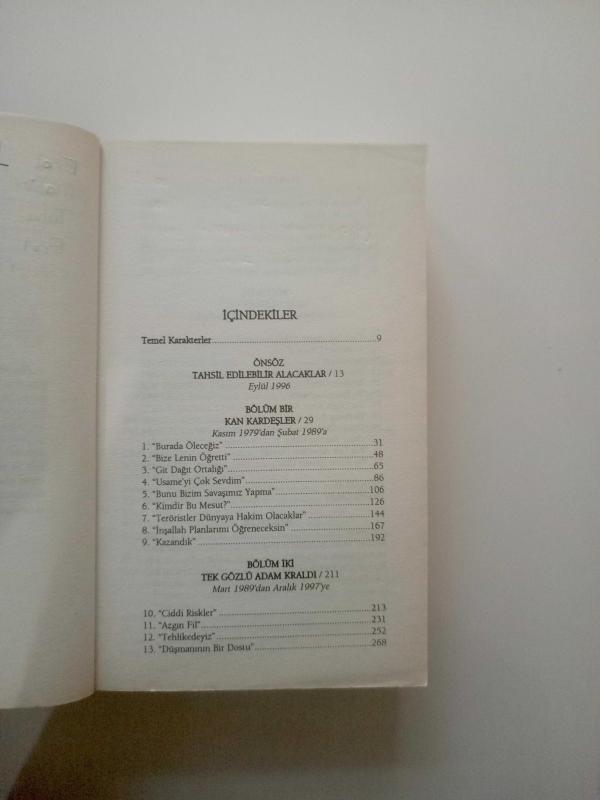 İÇİNDEKİLER
Temel Karakterler 9
ÖNSÖZ
TAHSİL EDİLEBİLİR ALACAKLAR / 13
Eylül 1996
BÖLÜM BİR
KAN KARDEŞLER / 29
Kasım 1979'dan Şubat 1989'a
1. "Burada Öleceğiz" 31
2. "Bize Lenin Öğretti" 48
3. "Git Dağıt Ortalığı" 65
4. "Usame'yi Çok Sevdim" 86
5. "Bunu Bizim Savaşımız Yapma" 106
6. "Kimdir Bu Mesut?" 126
7. "Teröristler Dünyaya Hakim Olacaklar" 144
8. "İnşallah Planlarımı Öğreneceksin" 167
9. "Kazandık" 192
BÖLÜM İKİ
TEK GÖZLÜ ADAM KRALDI / 211
Mart 1989'dan Aralık 1997'ye
10. "Ciddi Riskler" 213
11. "Azgın Fil" 231
12. "Tehlikedeyiz" 252
13. "Düşmanının Bir Dostu" 268